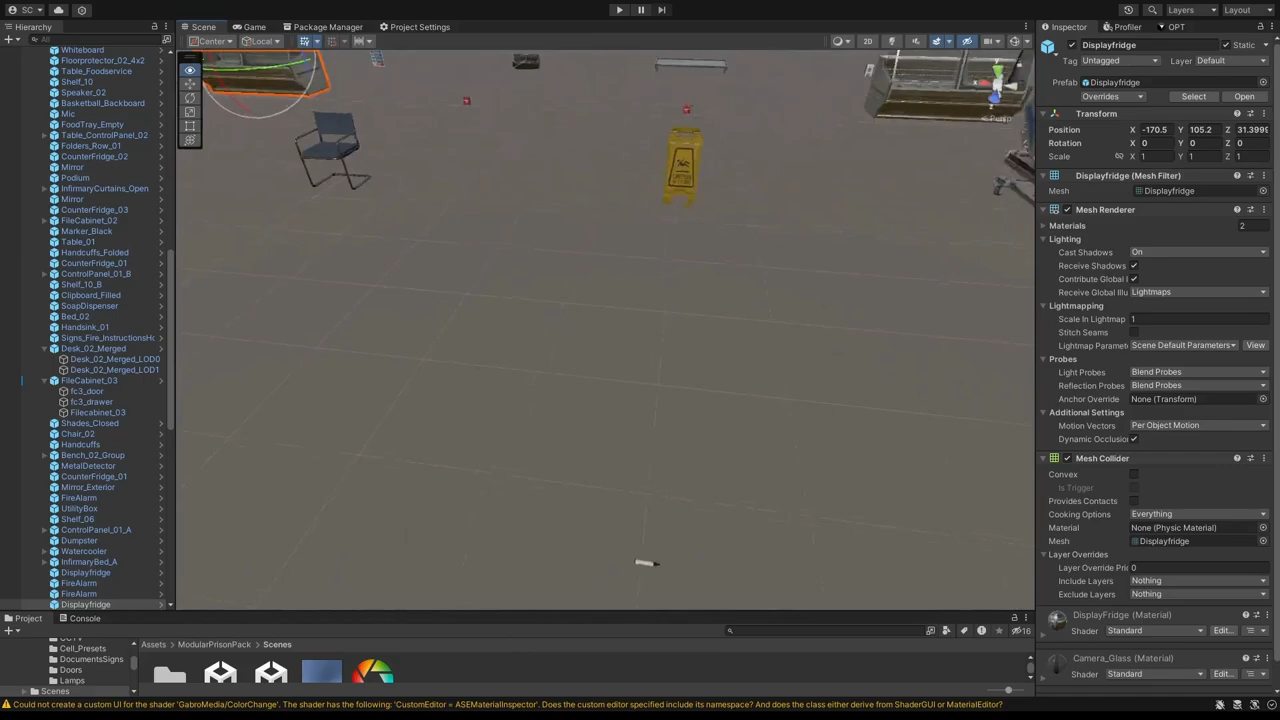 SC
Layers
Layout
Hierarchy
Scene
Game
Package Manager
Project Settings
Inspector
Profiler
OPT
All
Center
Local
2D
Displayfridge
Static
Tag Untagged
Layer Default
Prefab
Displayfridge
Overrides
Select
Open
Transform
Position X -170.5 Y 105.2 Z 31.3999
Rotation X 0 Y 0 Z 0
Scale X 1 Y 1 Z 1
Displayfridge (Mesh Filter)
Mesh Displayfridge
Mesh Renderer
Materials 2
Lighting
Cast Shadows On
Receive Shadows
Contribute Global I
Receive Global Illu Lightmaps
Lightmapping
Scale In Lightmap 1
Stitch Seams
Lightmap Paramete Scene Default Parameters View
Probes
Light Probes Blend Probes
Reflection Probes Blend Probes
Anchor Override None (Transform)
Additional Settings
Motion Vectors Per Object Motion
Dynamic Occlusion
Mesh Collider
Convex
Is Trigger
Provides Contacts
Cooking Options Everything
Material None (Physic Material)
Mesh Displayfridge
Layer Overrides
Layer Override Pri 0
Include Layers Nothing
Exclude Layers Nothing
DisplayFridge (Material)
Shader Standard Edit...
Camera_Glass (Material)
Shader Standard Edit...
Whiteboard
Floorprotector_02_4x2
Table_Foodservice
Shelf_10
Speaker_02
Basketball_Backboard
Mic
FoodTray_Empty
Table_ControlPanel_02
Folders_Row_01
CounterFridge_02
Mirror
Podium
InfirmaryCurtains_Open
Mirror
CounterFridge_03
FileCabinet_02
Marker_Black
Table_01
Handcuffs_Folded
CounterFridge_01
ControlPanel_01_B
Shelf_10_B
Clipboard_Filled
SoapDispenser
Bed_02
Handsink_01
Signs_Fire_InstructionsHo
Desk_02_Merged
Desk_02_Merged_LOD0
Desk_02_Merged_LOD1
FileCabinet_03
fc3_door
fc3_drawer
Filecabinet_03
Shades_Closed
Chair_02
Handcuffs
Bench_02_Group
MetalDetector
CounterFridge_01
Mirror_Exterior
FireAlarm
UtilityBox
Shelf_06
ControlPanel_01_A
Dumpster
Watercooler
InfirmaryBed_A
Displayfridge
FireAlarm
FireAlarm
Displayfridge
< Persp
Project
Console
16
CCTV
Cell_Presets
DocumentsSigns
Doors
Lamps
Scenes
Assets > ModularPrisonPack > Scenes
Could not create a custom UI for the shader 'GabroMedia/ColorChange'. The shader has the following: 'CustomEditor = ASEMaterialInspector'. Does the custom editor specified include its namespace? And does the class either derive from ShaderGUI or MaterialEditor?